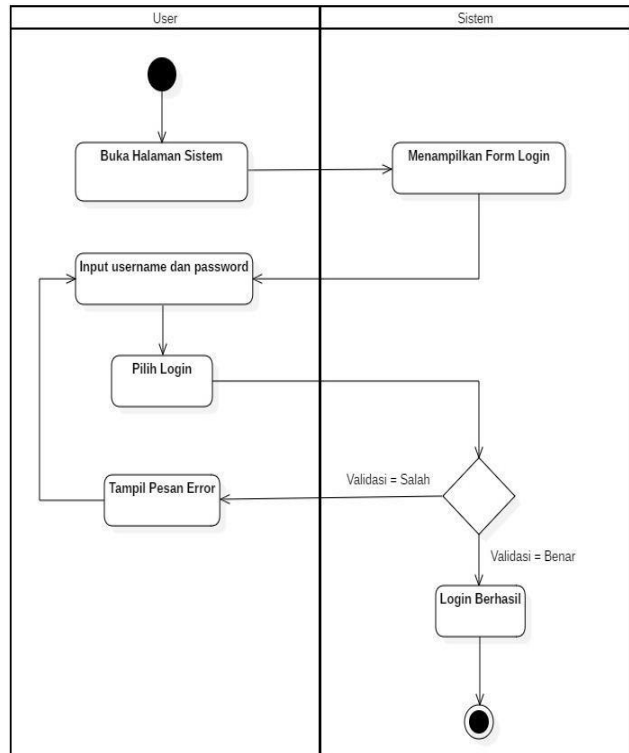 User
Sistem
Buka Halaman Sistem
Menampilkan Form Login
Input username dan password
Pilih Login
Validasi = Salah
Tampil Pesan Error
Validasi = Benar
Login Berhasil